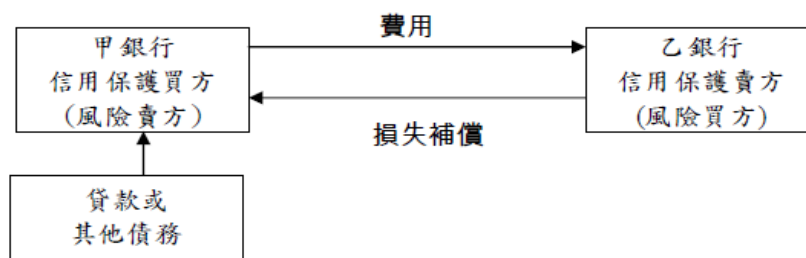 費用
甲銀行
信用保護買方
(風險賣方)
乙銀行
信用保護賣方
(風險買方)
損失補償
貸款或
其他債務